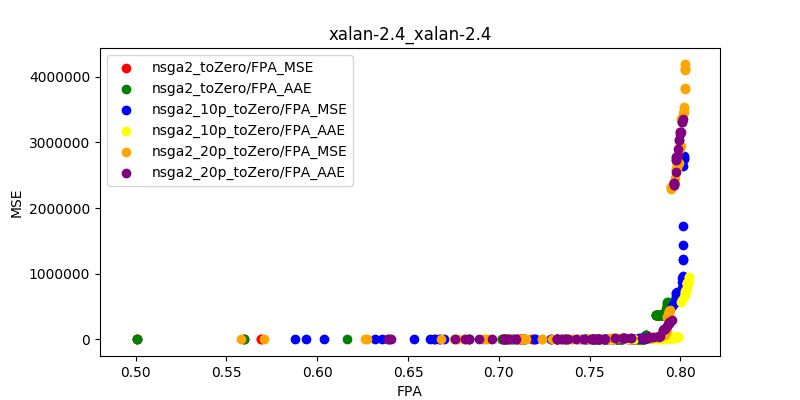 xalan-2.4_xalan-2.4
nsga2_toZero/FPA_MSE
nsga2_toZero/FPA_AAE
nsga2_10p_toZero/FPA_MSE
nsga2_10p_toZero/FPA_AAE
nsga2_20p_toZero/FPA_MSE
nsga2_20p_toZero/FPA_AAE
MSE
4000000
3000000
2000000
1000000
0
0.50 0.55 0.60 0.65 0.70 0.75 0.80
FPA